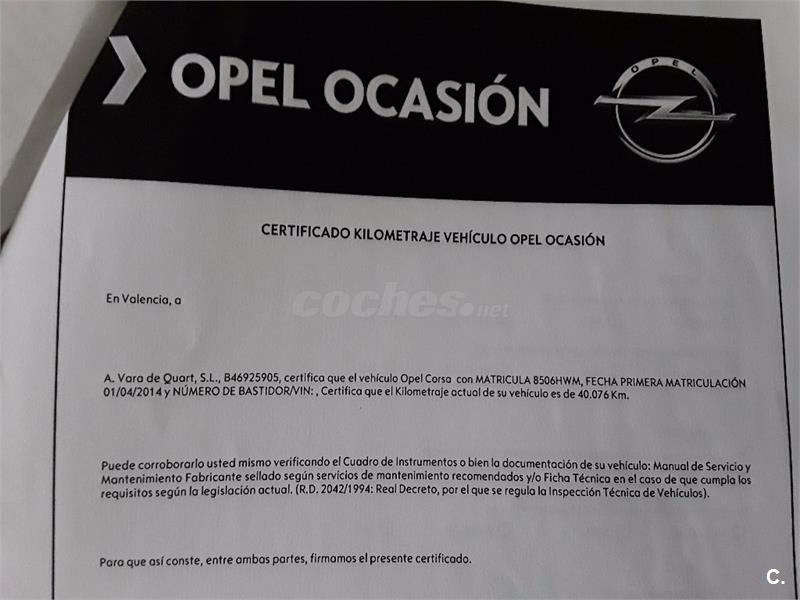 OPEL OCASIÓN
OPEL
CERTIFICADO KILOMETRAJE VEHÍCULO OPEL OCASIÓN
En Valencia, a
coches.net
A. Vara de Quart, S.L., B46925905, certifica que el vehículo Opel Corsa con MATRICULA 8506HWM, FECHA PRIMERA MATRICULACIÓN
01/04/2014 y NÚMERO DE BASTIDOR/VIN: , Certifica que el Kilometraje actual de su vehículo es de 40.076 Km.
Puede corroborarlo usted mismo verificando el Cuadro de Instrumentos o bien la documentación de su vehículo: Manual de Servicio y
Mantenimiento Fabricante sellado según servicios de mantenimiento recomendados y/o Ficha Técnica en el caso de que cumpla los
requisitos según la legislación actual. (R.D. 2042/1994: Real Decreto, por el que se regula la Inspección Técnica de Vehículos).
Para que así conste, entre ambas partes, firmamos el presente certificado.
C.